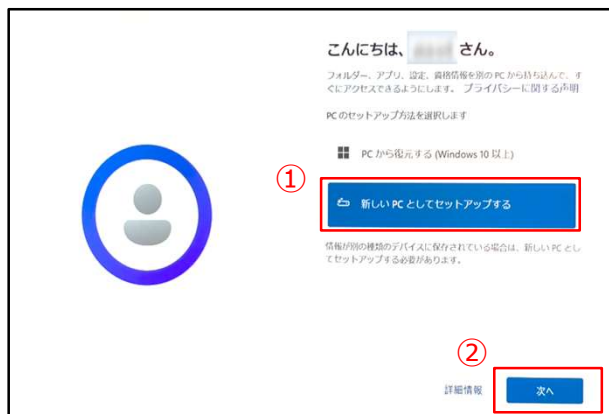 こんにちは、 さん。
フォルダー、アプリ、設定、資格情報を別の PC から持ち込んで、す
ぐにアクセスできるようにします。 プライバシーに関する声明
PC のセットアップ方法を選択します
PC から復元する (Windows 10 以上)
①
新しい PC としてセットアップする
情報が別の種類のデバイスに保存されている場合は、新しい PC とし
てセットアップする必要があります。
②
詳細情報
次へ